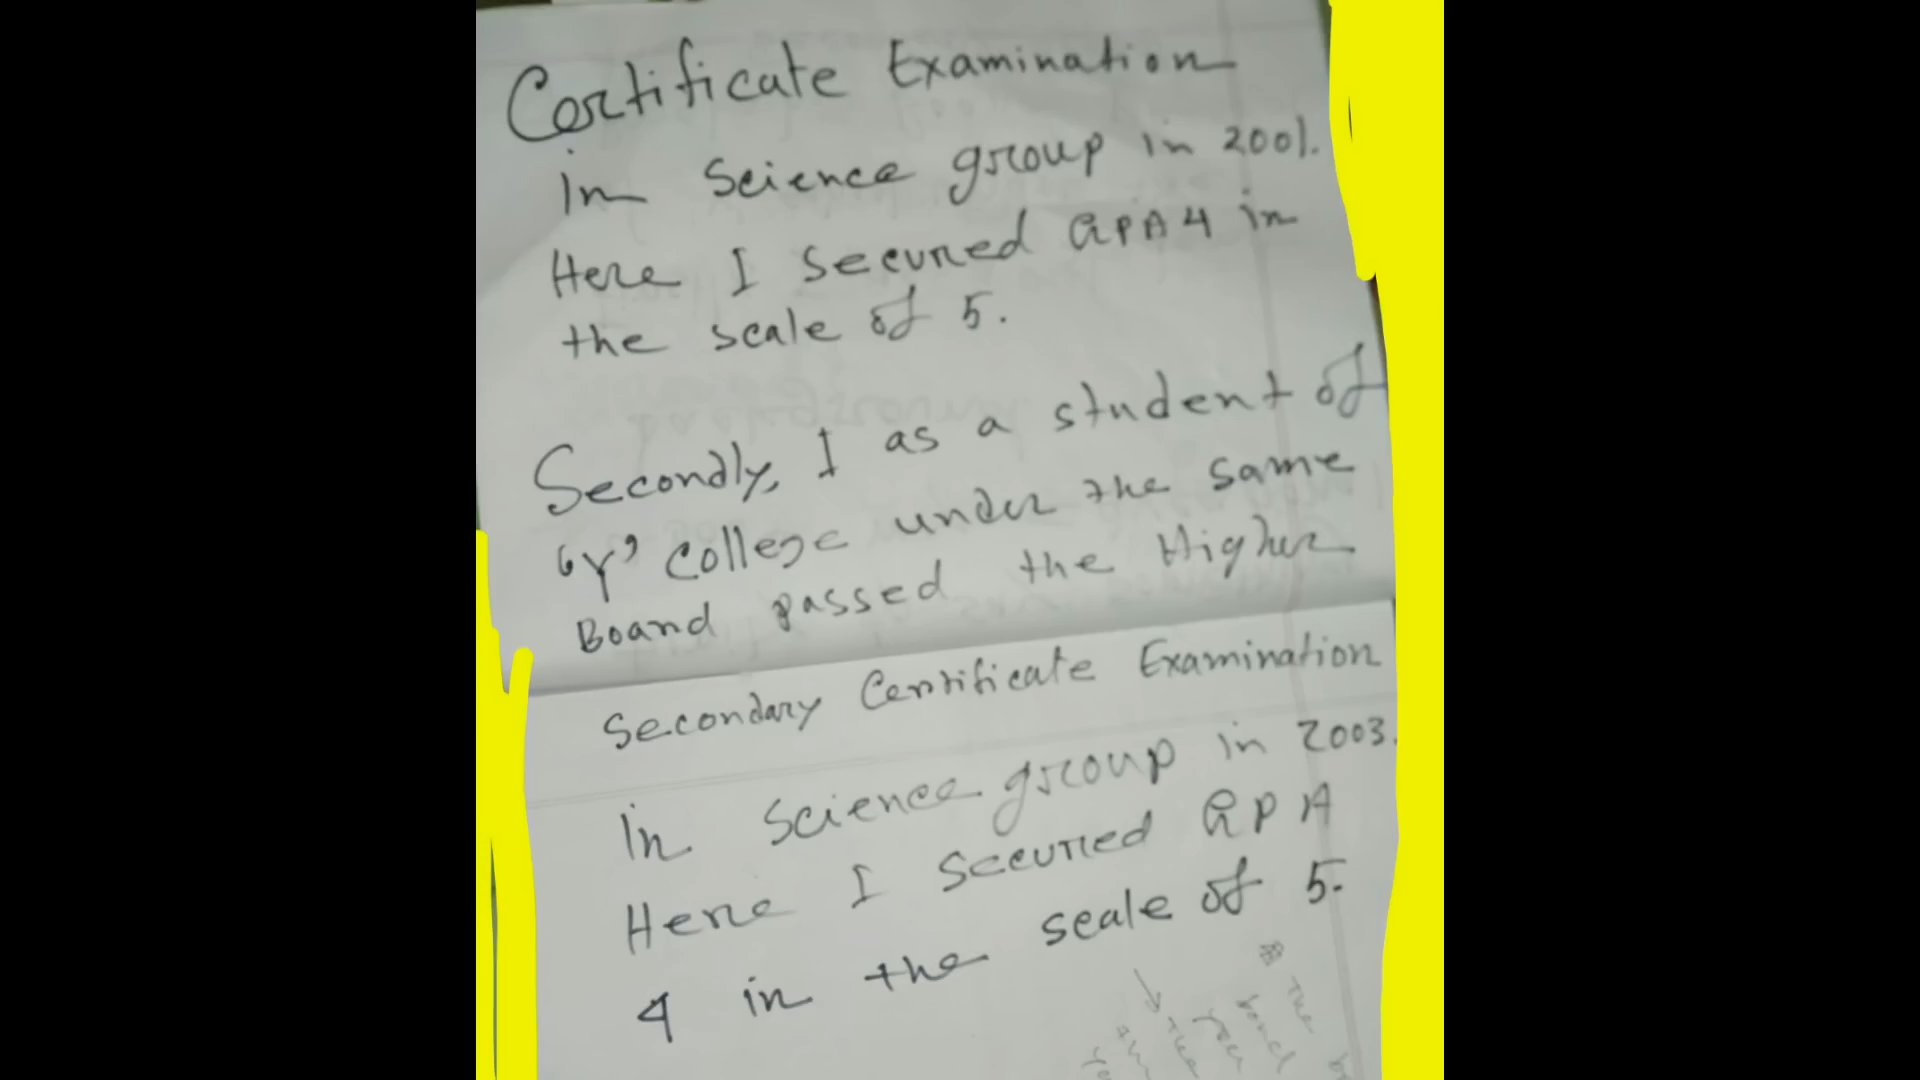 Certificate Examination
in Science group in 2001.
Here I secured GPA 4 in
the scale of 5.
Secondly, I as a student of
'Y' college under the same
Board passed the Higher
Secondary Certificate Examination
in Science group in 2003.
Here I secured GPA
4 in the scale of 5.
The